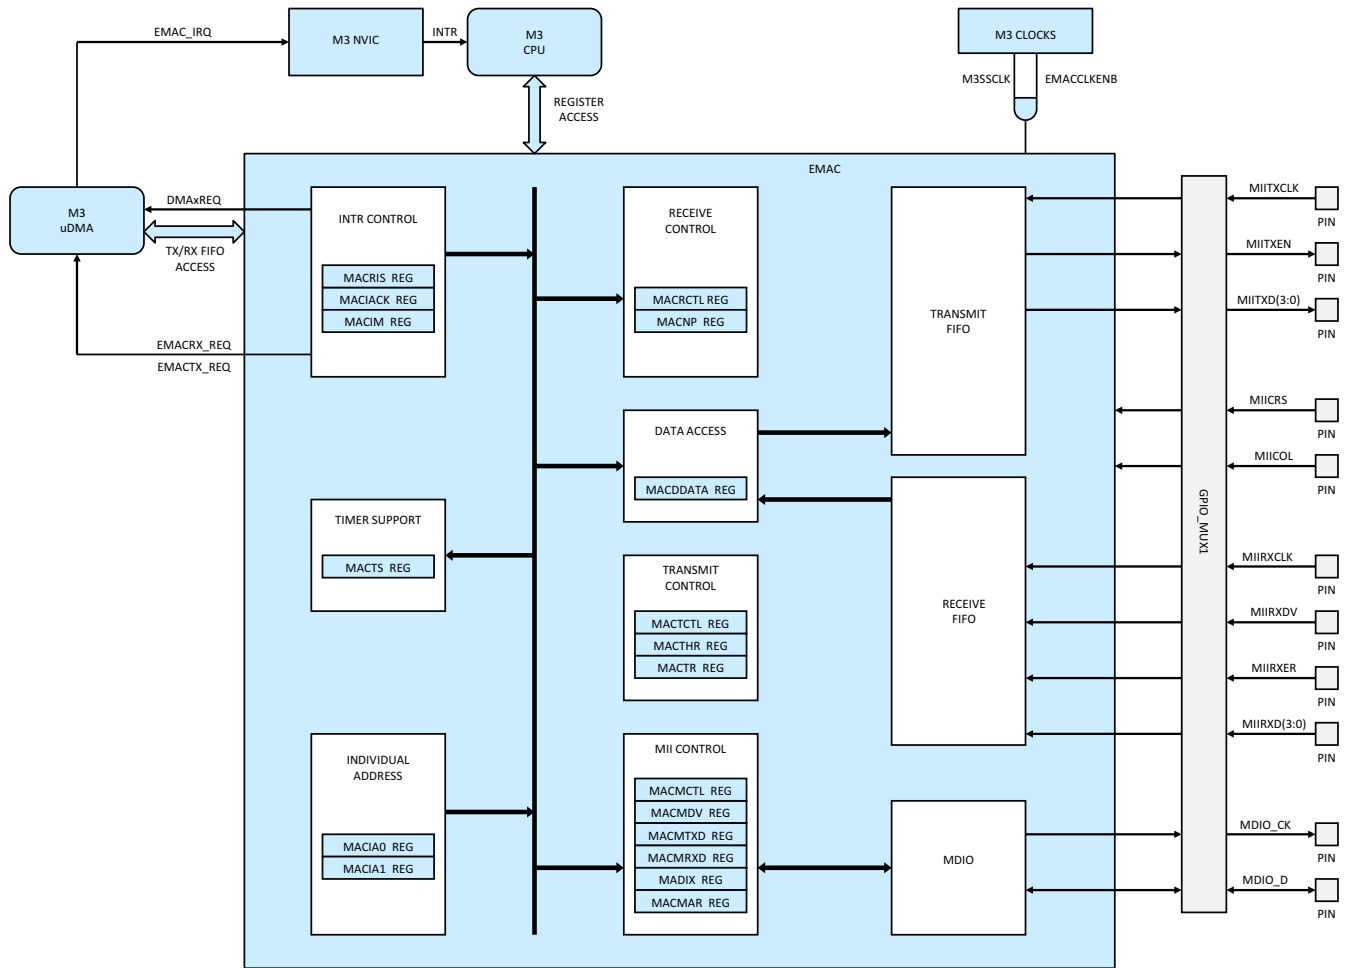 EMAC_IRQ
M3 NVIC
INTR
M3
CPU
M3 CLOCKS
M3SSCLK
EMACCLKENB
REGISTER
ACCESS
EMAC
M3
uDMA
DMAxREQ
TX/RX FIFO
ACCESS
EMACRX_REQ
EMACTX_REQ
INTR CONTROL
MACRIS REG
MACIACK REG
MACIM REG
TIMER SUPPORT
MACTS REG
INDIVIDUAL
ADDRESS
MACIA0 REG
MACIA1 REG
RECEIVE
CONTROL
MACRCTL REG
MACNP REG
DATA ACCESS
MACDDATA REG
TRANSMIT
CONTROL
MACTCTL REG
MACTHR REG
MACTR REG
MII CONTROL
MACMCTL REG
MACMDV REG
MACMTXD REG
MACMRXD REG
MADIX REG
MACMAR REG
TRANSMIT
FIFO
RECEIVE
FIFO
MDIO
GPIO_MUX1
MIITXCLK
PIN
MIITXEN
PIN
MIITXD(3:0)
PIN
MIICRS
PIN
MIICOL
PIN
MIIRXCLK
PIN
MIIRXDV
PIN
MIIRXER
PIN
MIIRXD(3:0)
PIN
MDIO_CK
PIN
MDIO_D
PIN